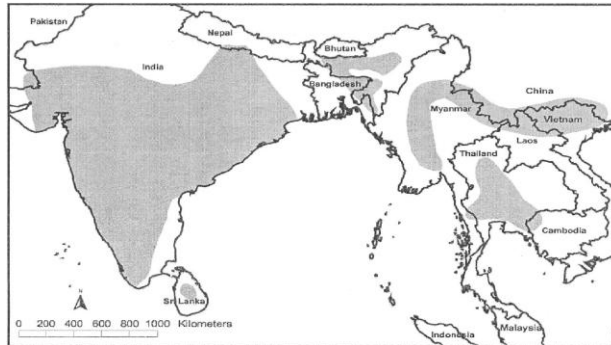 Pakistan
Nepal
Bhutan
India
Bangladesh
China
Myanmar
Vietnam
Laos
Thailand
Cambodia
Sri Lanka
N
0 200 400 600 800 1000 Kilometers
Malaysia
Indonesia